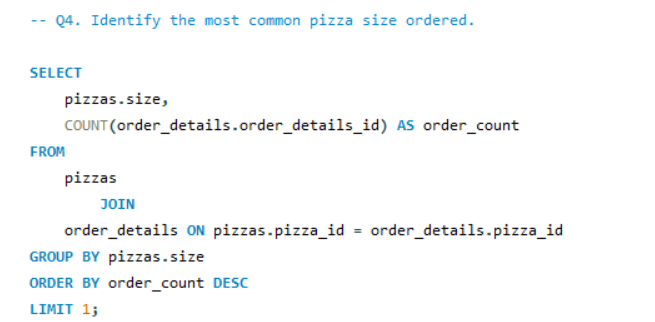 -- Q4. Identify the most common pizza size ordered.
SELECT
pizzas.size,
COUNT(order_details.order_details_id) AS order_count
FROM
pizzas
JOIN
order_details ON pizzas.pizza_id = order_details.pizza_id
GROUP BY pizzas.size
ORDER BY order_count DESC
LIMIT 1;